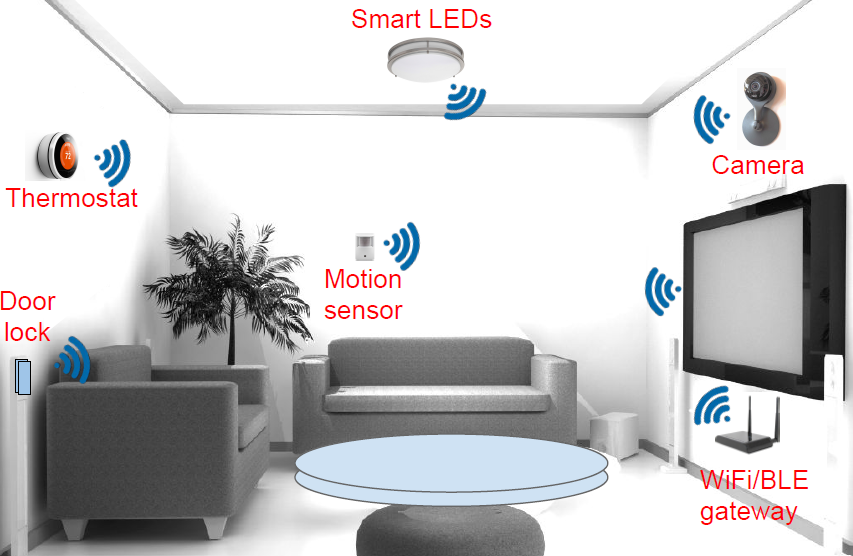 Smart LEDs
Camera
Thermostat
Motion
sensor
Door
lock
WiFi/BLE
gateway